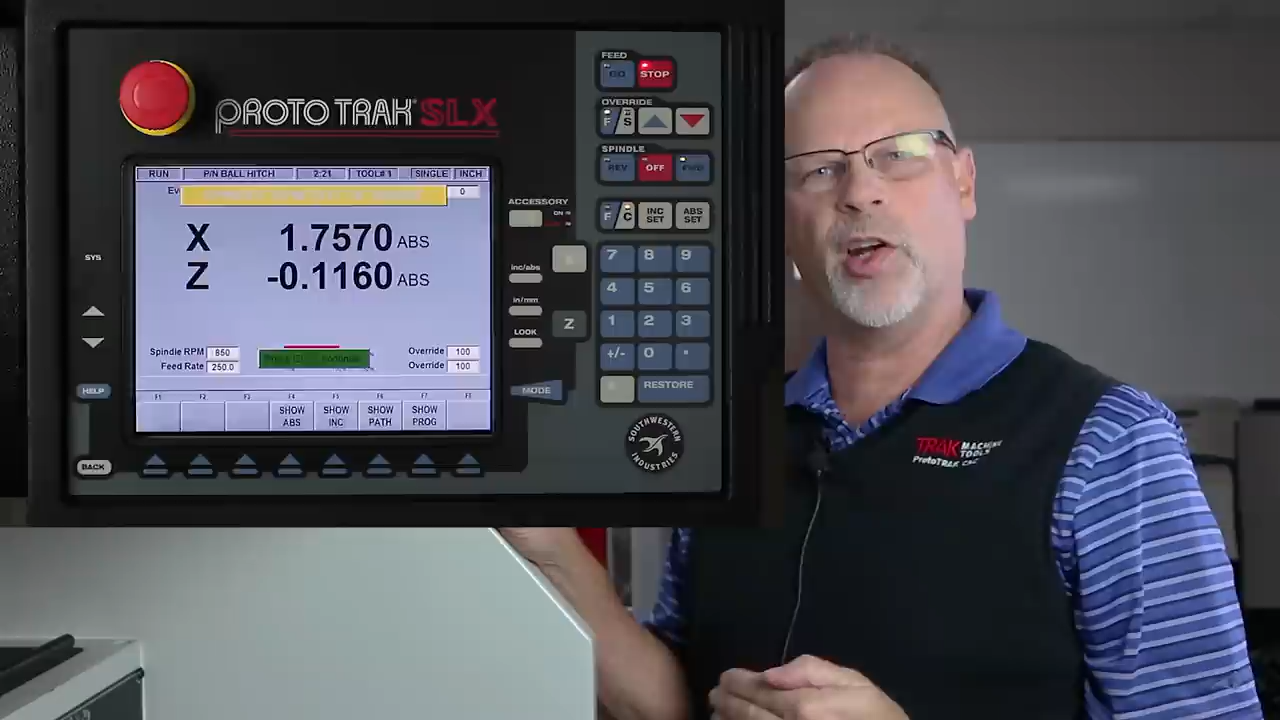 FEED
GO STOP
PROTO TRAK SLX
OVERRIDE
F S
SPINDLE
REV OFF FWD
RUN P/N BALL HITCH 2:21 TOOL# 1 SINGLE INCH
0
F C INC SET ABS SET
ACCESSORY
X 1.7570 ABS
Z -0.1160 ABS
SYS
inc/abs
7 8 9
4 5 6
in/mm
Z
1 2 3
LOOK
Spindle RPM 850
Override 100
Feed Rate 250.0
Override 100
+/- 0 .
HELP
MODE
RESTORE
F1 F2 F3 F4 F5 F6 F7 F8
SHOW ABS
SHOW INC
SHOW PATH
SHOW PROG
BACK
SOUTHWESTERN INDUSTRIES
TRAK MACHINE TOOLS
ProtoTRAK CNC